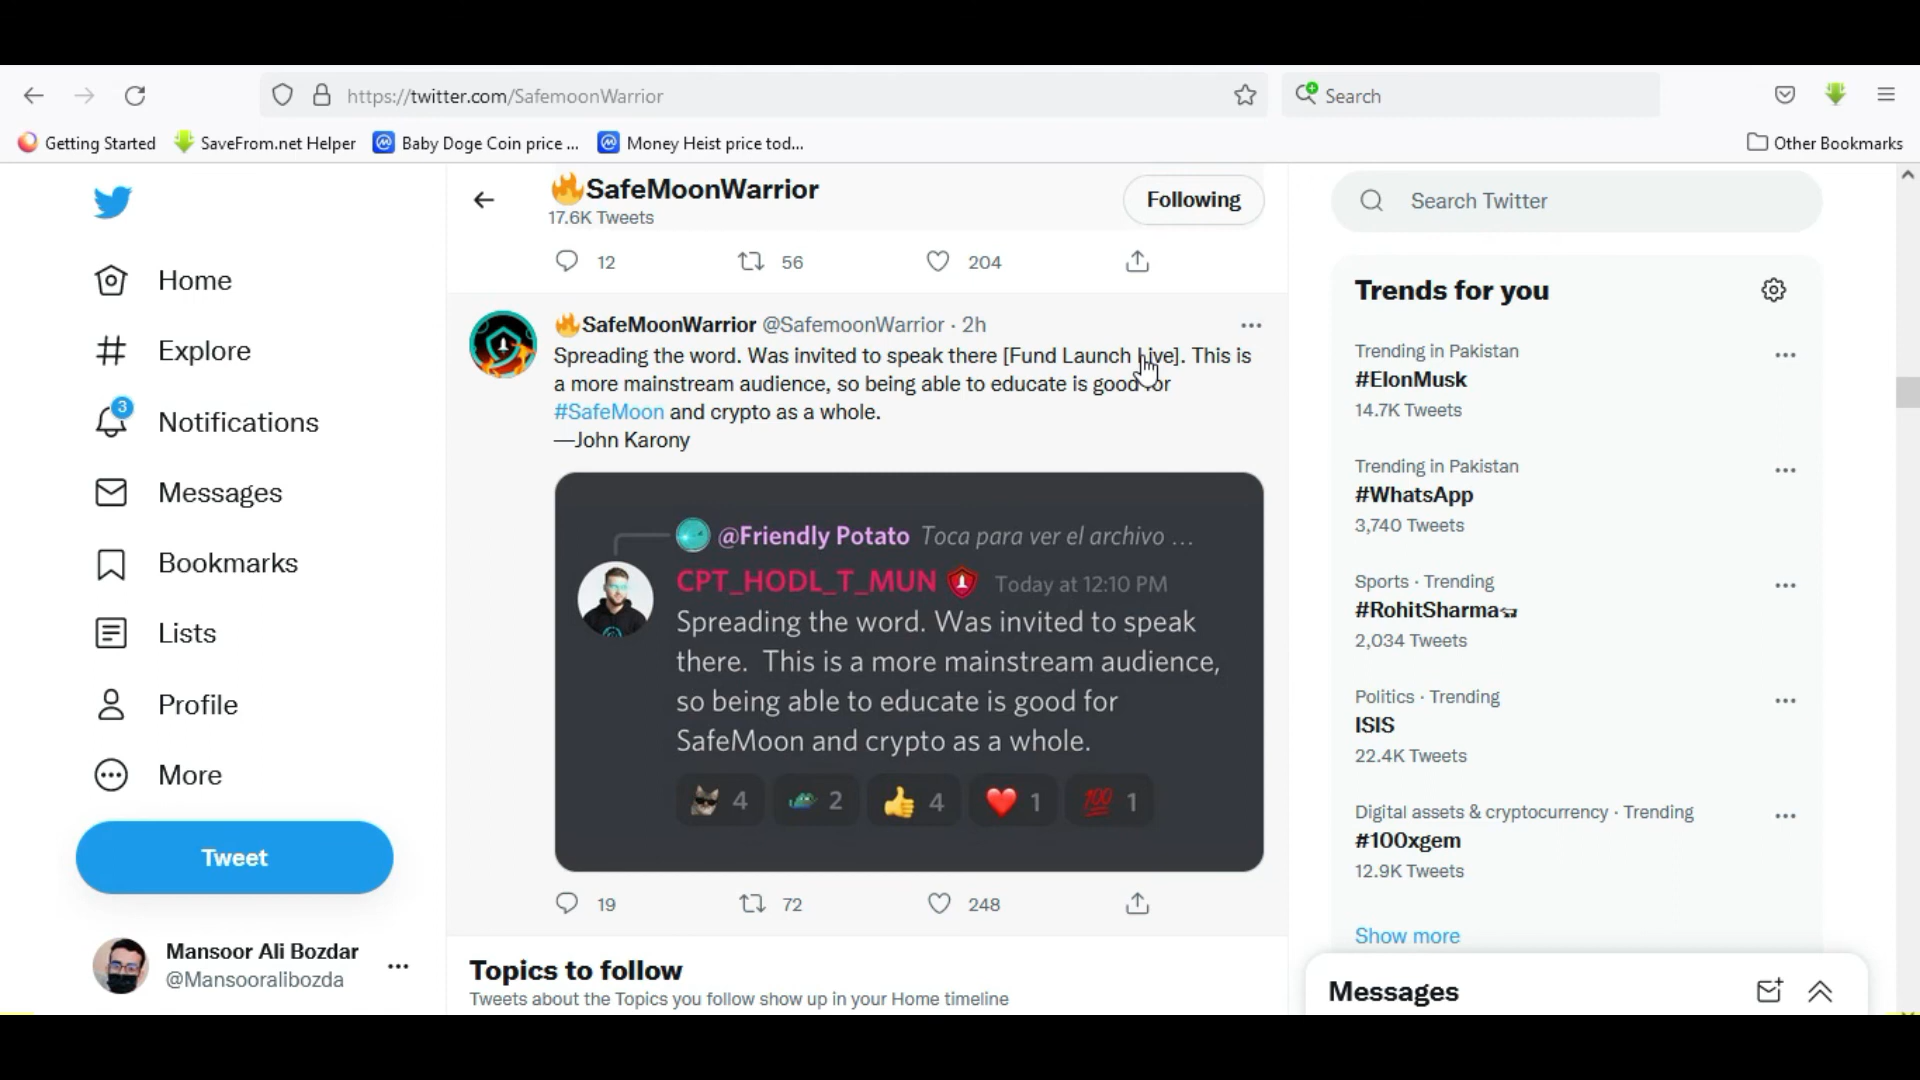 https://twitter.com/SafemoonWarrior
Search
Getting Started
SaveFrom.net Helper
Baby Doge Coin price ...
Money Heist price tod...
Other Bookmarks
Home
Explore
3
Notifications
Messages
Bookmarks
Lists
Profile
More
Tweet
Mansoor Ali Bozdar
@Mansooralibozda
🔥SafeMoonWarrior
17.6K Tweets
Following
12 56 204
🔥SafeMoonWarrior @SafemoonWarrior · 2h
Spreading the word. Was invited to speak there [Fund Launch Live]. This is
a more mainstream audience, so being able to educate is good for
#SafeMoon and crypto as a whole.
—John Karony
@Friendly Potato Toca para ver el archivo ...
CPT_HODL_T_MUN Today at 12:10 PM
Spreading the word. Was invited to speak
there. This is a more mainstream audience,
so being able to educate is good for
SafeMoon and crypto as a whole.
4 2 👍 4 ❤️ 1 💯 1
19 72 248
Topics to follow
Tweets about the Topics you follow show up in your Home timeline
Search Twitter
Trends for you
Trending in Pakistan
#ElonMusk
14.7K Tweets
Trending in Pakistan
#WhatsApp
3,740 Tweets
Sports · Trending
#RohitSharma
2,034 Tweets
Politics · Trending
ISIS
22.4K Tweets
Digital assets & cryptocurrency · Trending
#100xgem
12.9K Tweets
Show more
Messages